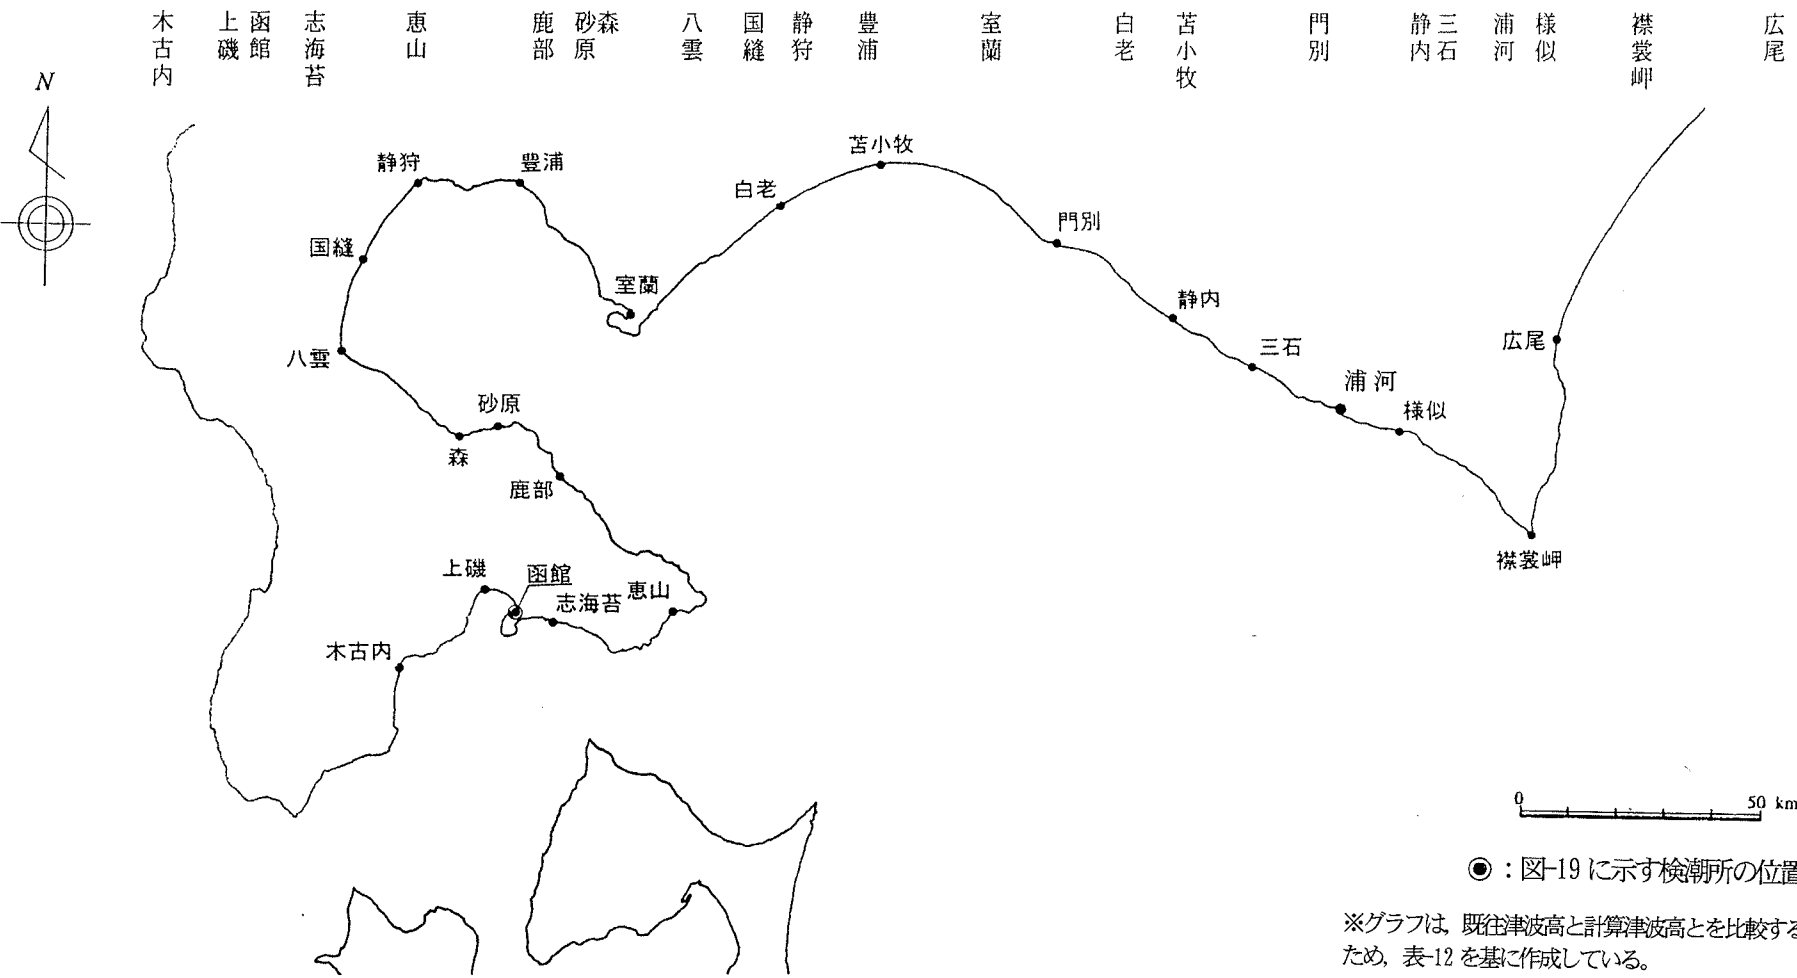 木古内
上磯
函館
志海苔
恵山
鹿部
砂原
森
八雲
国縫
静狩
豊浦
室蘭
白老
苫小牧
門別
静内
三石
浦河
様似
襟裳岬
広尾
N
静狩
豊浦
苫小牧
白老
門別
国縫
室蘭
静内
八雲
三石
広尾
浦河
様似
砂原
森
鹿部
襟裳岬
上磯
函館
志海苔
恵山
木古内
0 50 km
◉：図-19 に示す検潮所の位置
※グラフは，既往津波高と計算津波高とを比較する
ため，表-12 を基に作成している。